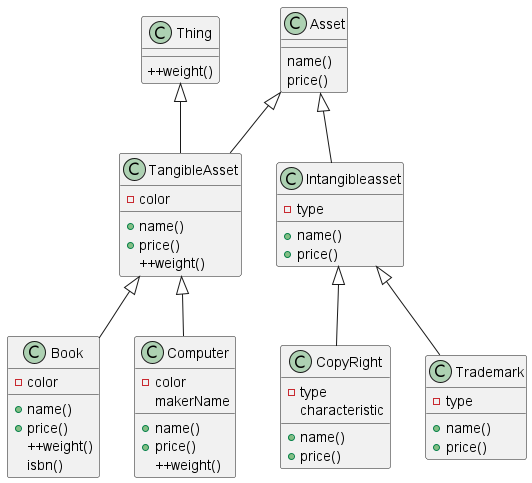 C Thing
++weight()
C Asset
name()
price()
C TangibleAsset
color
name()
price()
++weight()
C Intangibleasset
type
name()
price()
C Book
color
name()
price()
++weight()
isbn()
C Computer
color
makerName
name()
price()
++weight()
C CopyRight
type
characteristic
name()
price()
C Trademark
type
name()
price()